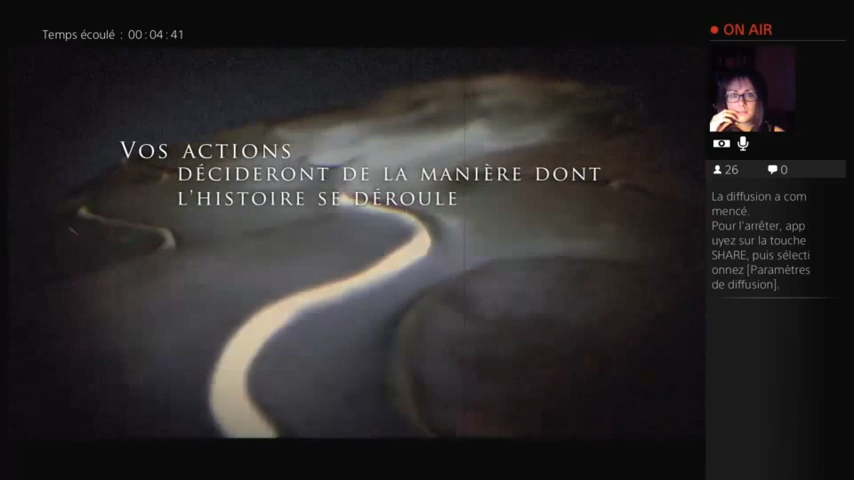 Temps écoulé : 00:04:41
ON AIR
VOS ACTIONS
DÉCIDERONT DE LA MANIÈRE DONT
L'HISTOIRE SE DÉROULE
26 0
La diffusion a com
mencé.
Pour l'arrêter, app
uyez sur la touche
SHARE, puis sélecti
onnez [Paramètres
de diffusion].